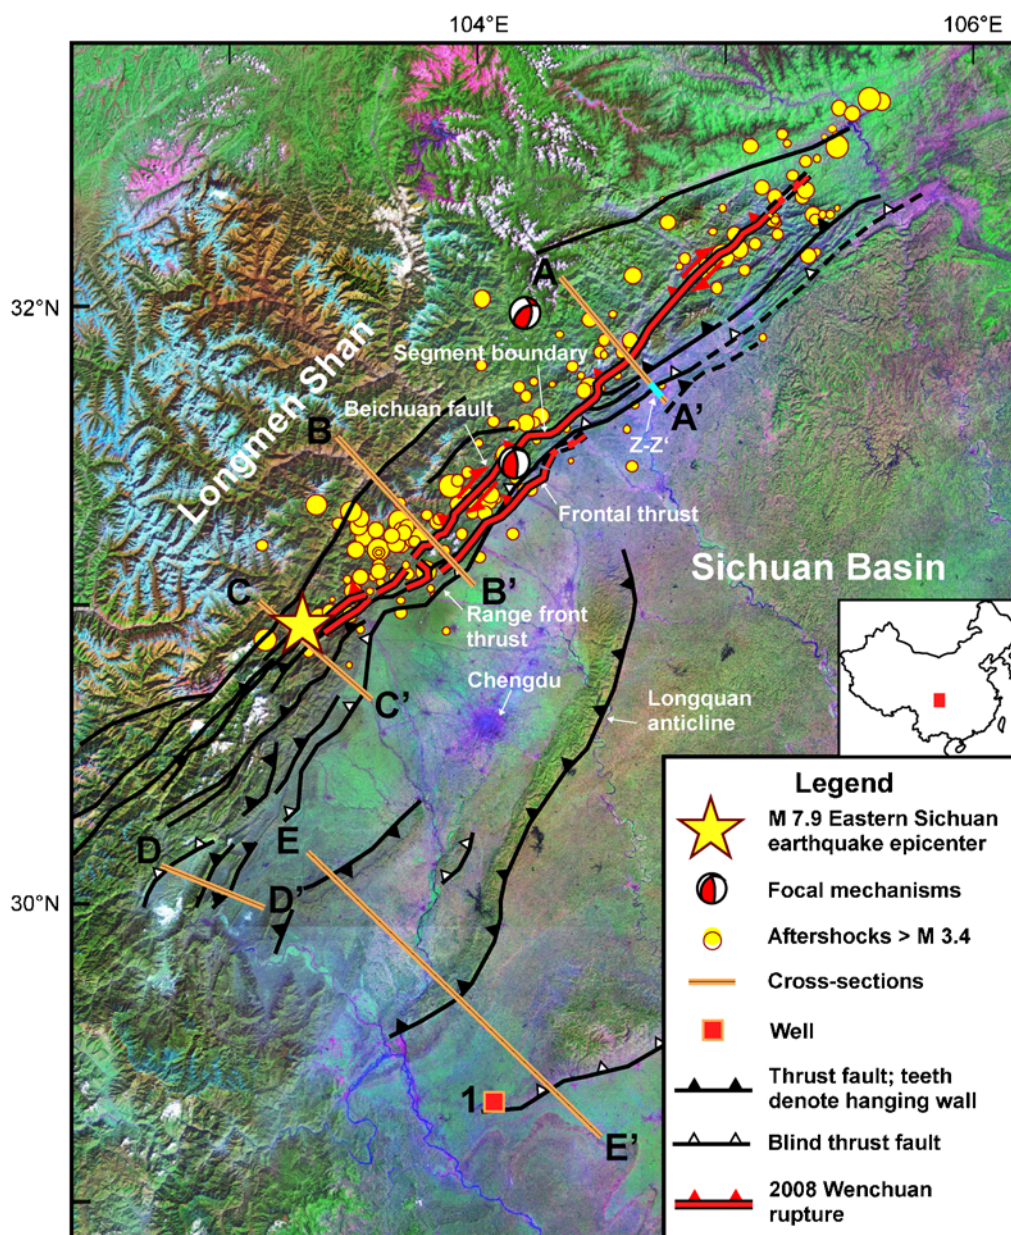 104°E
106°E
32°N
30°N
Longmen Shan
A
A'
B
B'
C
C'
D
D'
E
E'
Segment boundary
Beichuan fault
Z-Z'
Frontal thrust
Sichuan Basin
Range front
thrust
Chengdu
Longquan
anticline
1
Legend
M 7.9 Eastern Sichuan
earthquake epicenter
Focal mechanisms
Aftershocks > M 3.4
Cross-sections
Well
Thrust fault; teeth
denote hanging wall
Blind thrust fault
2008 Wenchuan
rupture